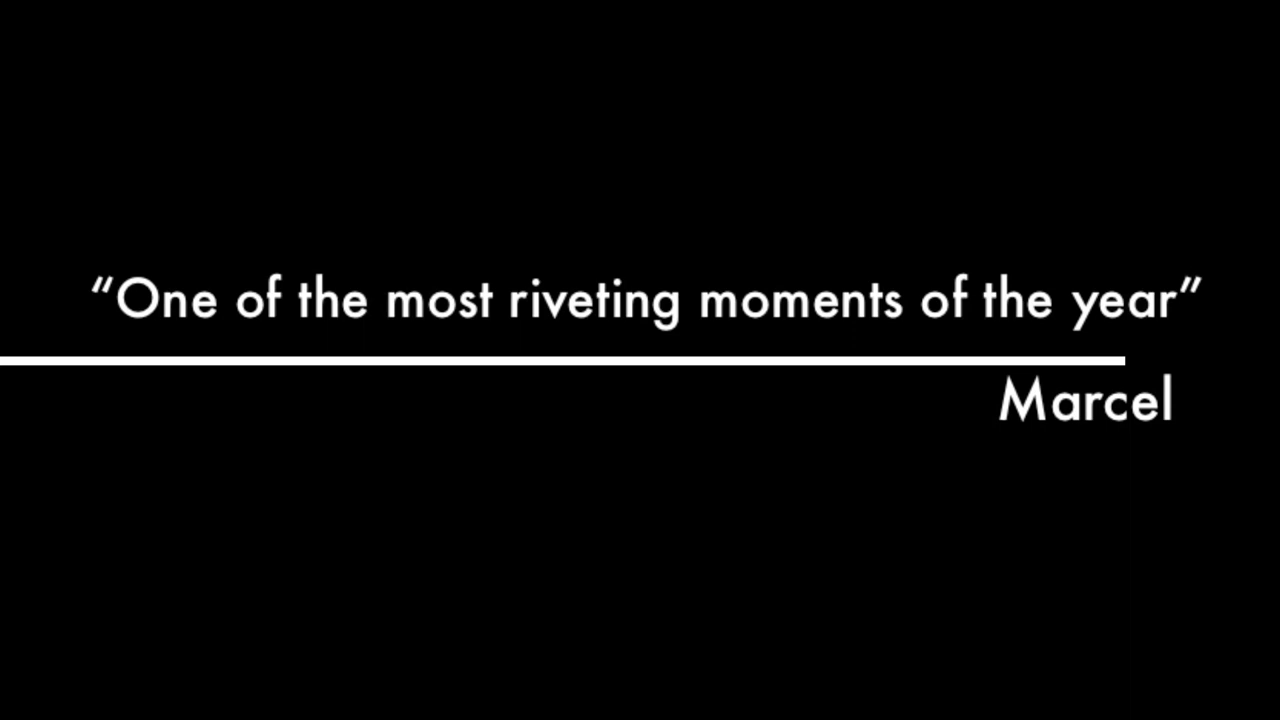 “One of the most riveting moments of the year”
Marcel